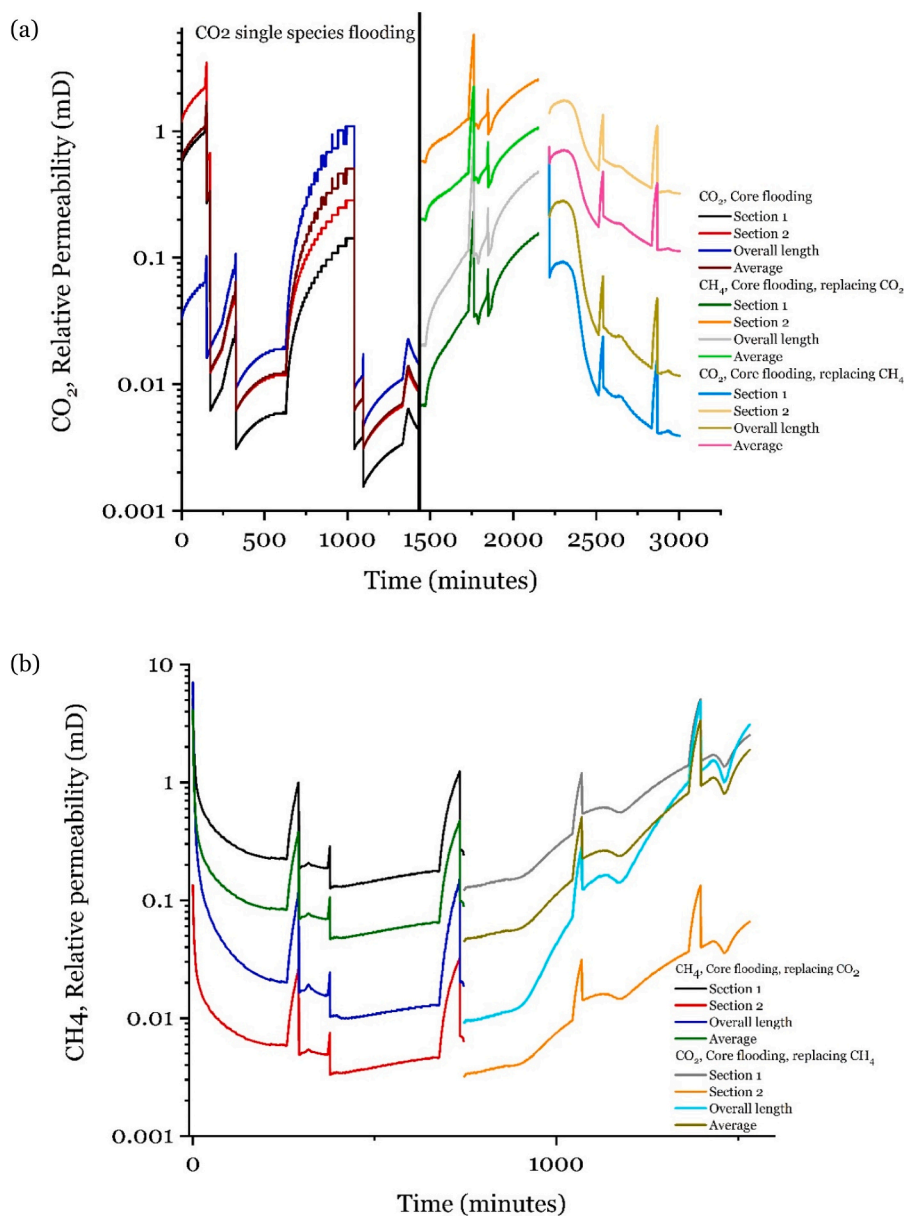 (a)
CO2 single species flooding
CO₂, Relative Permeability (mD)
1
0.1
0.01
0.001
0 500 1000 1500 2000 2500 3000
Time (minutes)
CO₂, Core flooding
Section 1
Section 2
Overall length
Average
CH₄, Core flooding, replacing CO₂
Section 1
Section 2
Overall length
Average
CO₂, Core flooding, replacing CH₄
Section 1
Section 2
Overall length
Average
(b)
CH4, Relative permeability (mD)
10
1
0.1
0.01
0.001
0 1000
Time (minutes)
CH₄, Core flooding, replacing CO₂
Section 1
Section 2
Overall length
Average
CO₂, Core flooding, replacing CH₄
Section 1
Section 2
Overall length
Average